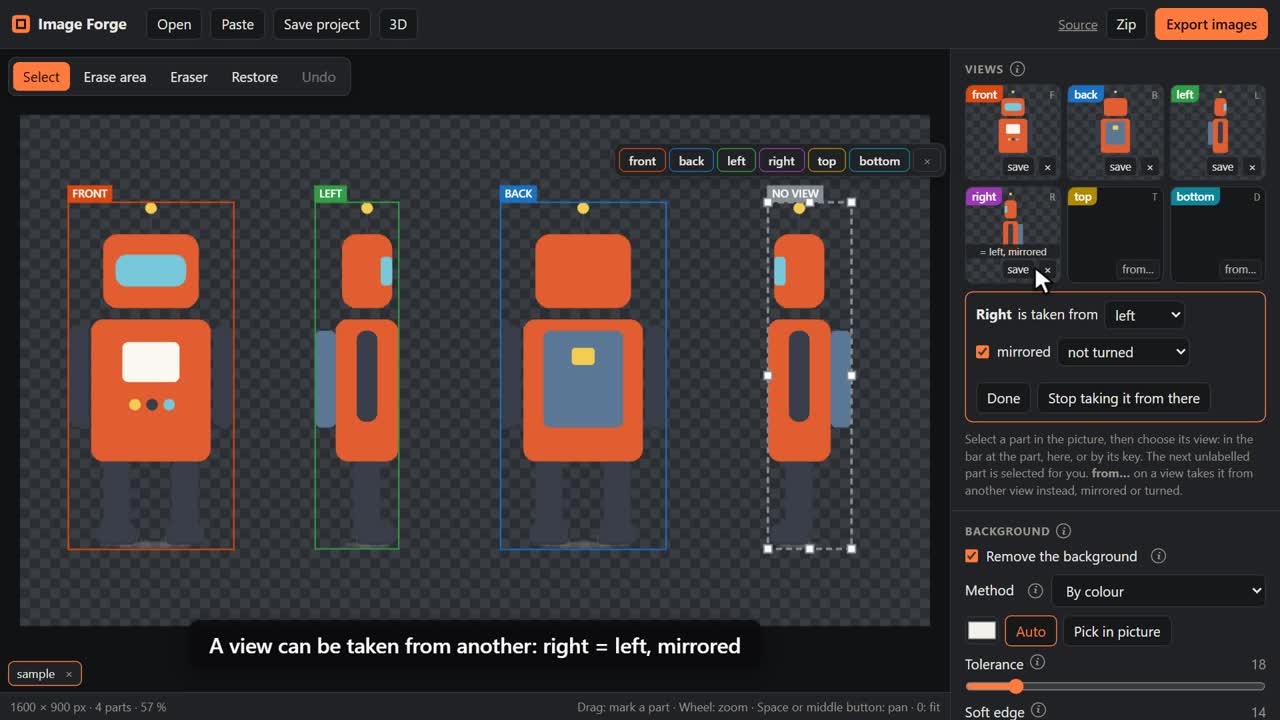 Image Forge Open Paste Save project 3D Source Zip Export images
Select Erase area Eraser Restore Undo
front back left right top bottom ×
FRONT LEFT BACK NO VIEW
A view can be taken from another: right = left, mirrored
sample ×
1600 × 900 px · 4 parts · 57 % Drag: mark a part · Wheel: zoom · Space or middle button: pan · 0: fit
VIEWS
front F back B left L
save × save × save ×
right R top T bottom D
= left, mirrored
save × from... from...
Right is taken from left
mirrored not turned
Done Stop taking it from there
Select a part in the picture, then choose its view: in the
bar at the part, here, or by its key. The next unlabelled
part is selected for you. from... on a view takes it from
another view instead, mirrored or turned.
BACKGROUND
Remove the background
Method By colour
Auto Pick in picture
Tolerance 18
Soft edge 14